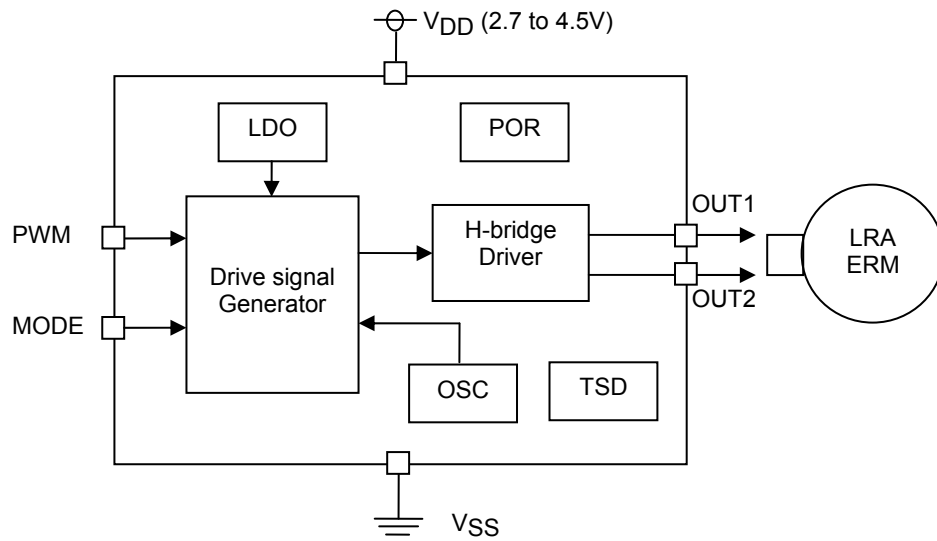 VDD (2.7 to 4.5V)
LDO
POR
PWM
MODE
Drive signal
Generator
H-bridge
Driver
OUT1
OUT2
LRA
ERM
OSC
TSD
VSS